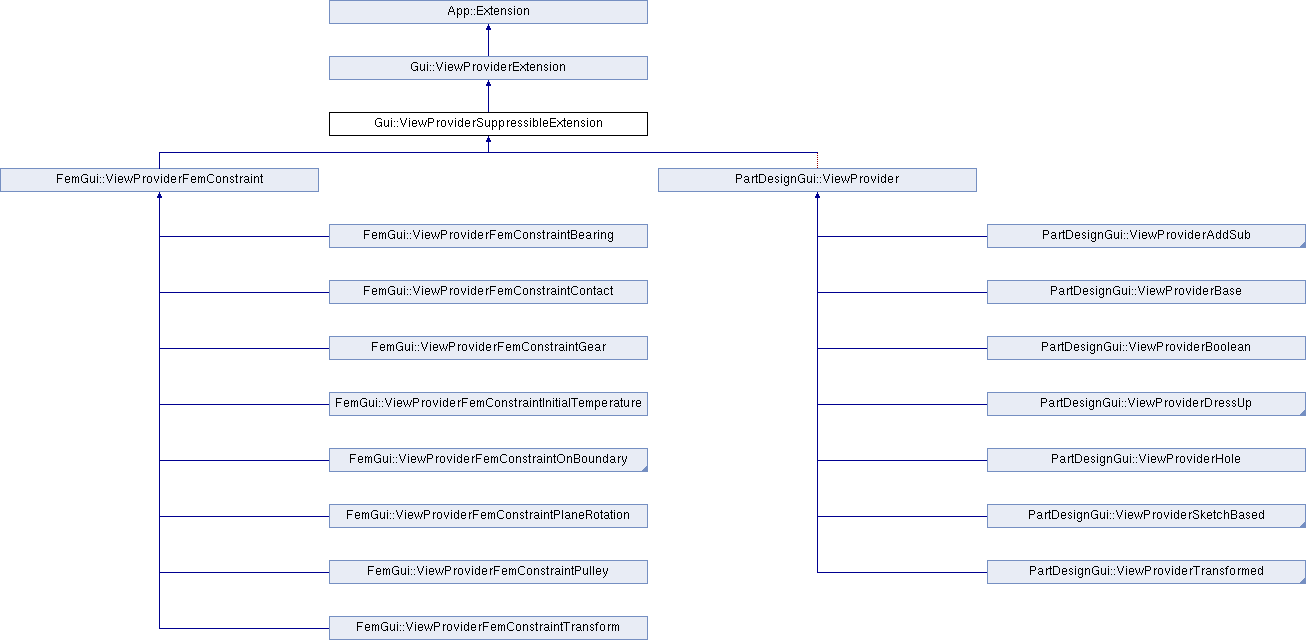 App::Extension
Gui::ViewProviderExtension
Gui::ViewProviderSuppressibleExtension
FemGui::ViewProviderFemConstraint
PartDesignGui::ViewProvider
FemGui::ViewProviderFemConstraintBearing
PartDesignGui::ViewProviderAddSub
FemGui::ViewProviderFemConstraintContact
PartDesignGui::ViewProviderBase
FemGui::ViewProviderFemConstraintGear
PartDesignGui::ViewProviderBoolean
FemGui::ViewProviderFemConstraintInitialTemperature
PartDesignGui::ViewProviderDressUp
FemGui::ViewProviderFemConstraintOnBoundary
PartDesignGui::ViewProviderHole
FemGui::ViewProviderFemConstraintPlaneRotation
PartDesignGui::ViewProviderSketchBased
FemGui::ViewProviderFemConstraintPulley
PartDesignGui::ViewProviderTransformed
FemGui::ViewProviderFemConstraintTransform